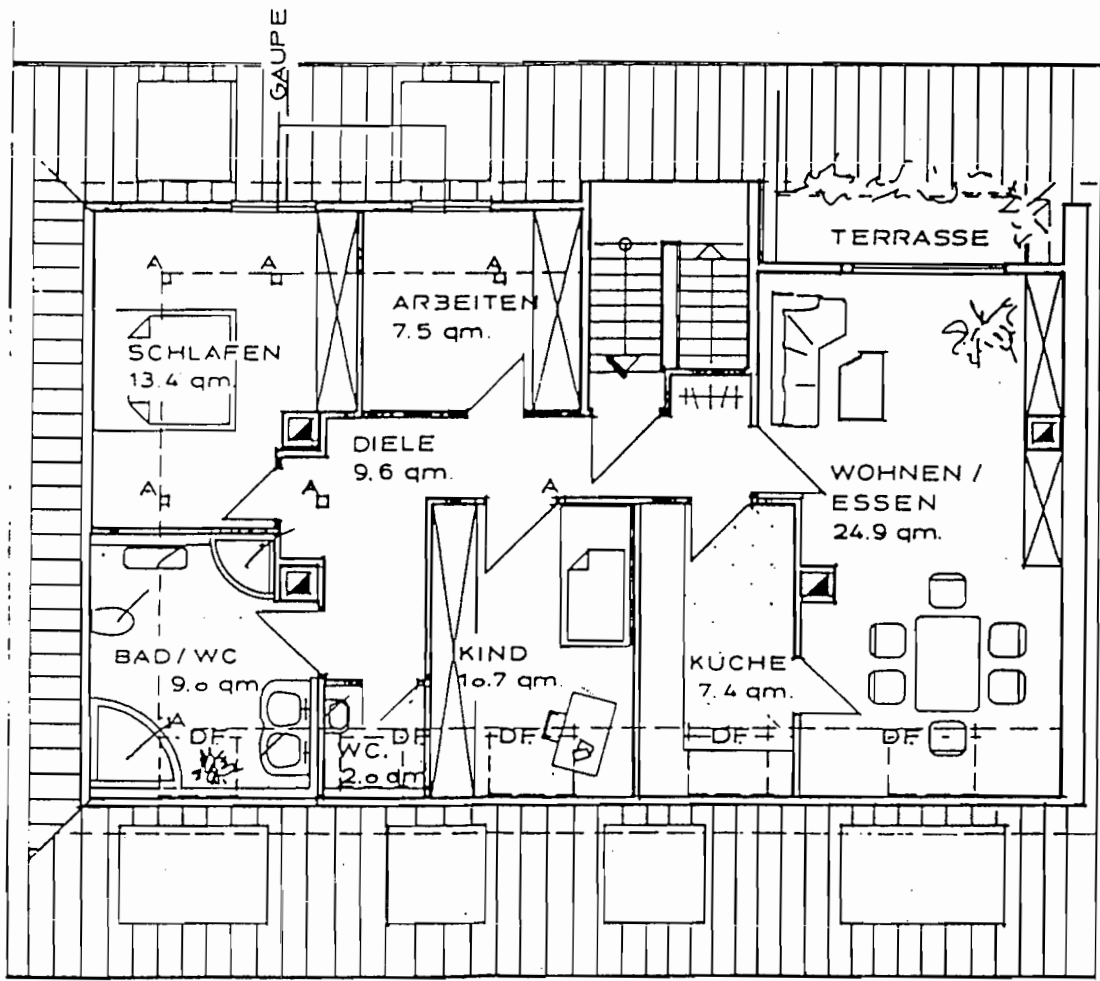 GAUPE
TERRASSE
A
A
A
ARBEITEN
7.5 qm.
SCHLAFEN
13.4 qm.
DIELE
9.6 qm.
WOHNEN /
ESSEN
24.9 qm.
A
A
A
BAD/WC
9.o qm
KIND
1o.7 qm.
KÜCHE
7.4 qm.
A
DF.
DF.
DF.
DF.
DF.
WC.
2.o qm